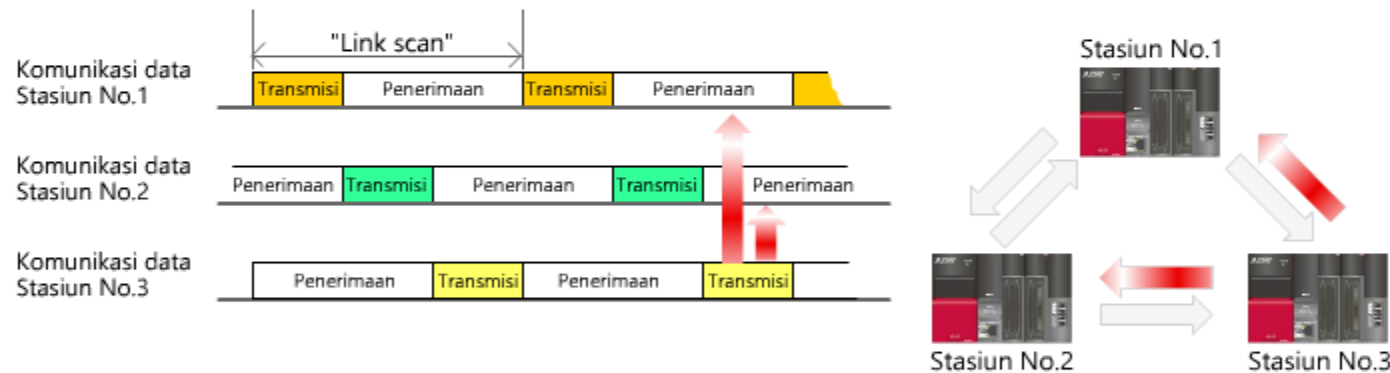 "Link scan"
Komunikasi data
Stasiun No.1
Transmisi
Penerimaan
Transmisi
Penerimaan
Komunikasi data
Stasiun No.2
Penerimaan
Transmisi
Penerimaan
Transmisi
Penerimaan
Komunikasi data
Stasiun No.3
Penerimaan
Transmisi
Penerimaan
Transmisi
Stasiun No.1
Stasiun No.2
Stasiun No.3